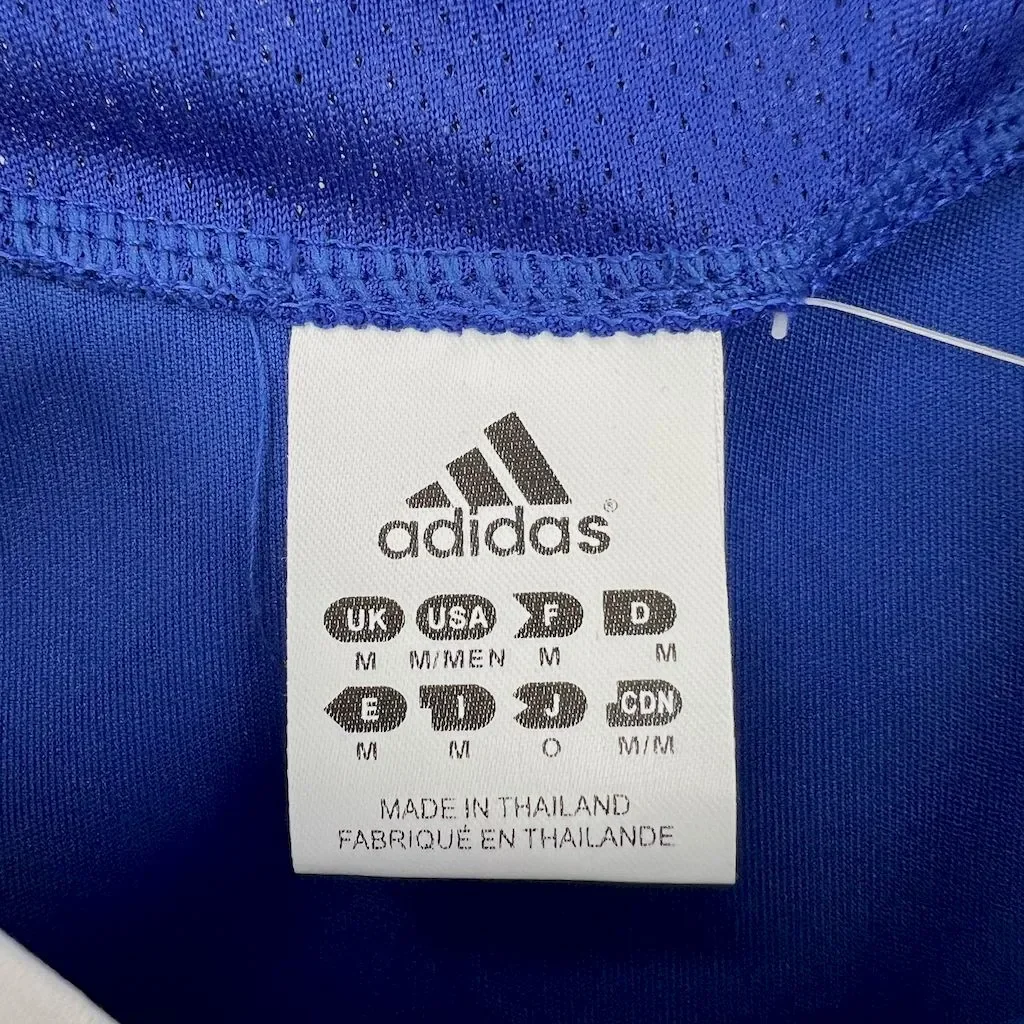 adidas®
UK USA F D
M M/MEN M M
E I J CDN
M M O M/M
MADE IN THAILAND
FABRIQUÉ EN THAILANDE